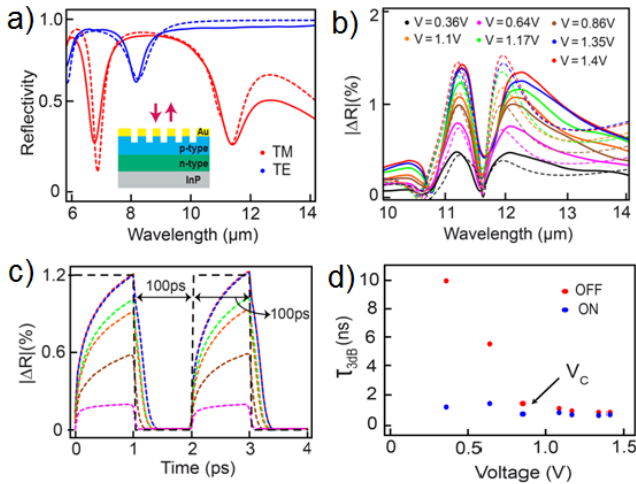 a)
Reflectivity
1
0.5
0
6
8
10
12
14
Wavelength (μm)
Au
p-type
n-type
InP
TM
TE
b)
V = 0.36V
V = 0.64V
V = 0.86V
V = 1.1V
V = 1.17V
V = 1.35V
V = 1.4V
|ΔR|(%)
2
1
0
10
11
12
13
14
Wavelength (μm)
c)
|ΔR|(%)
1.2
0.6
0
100ps
100ps
0
1
2
3
4
Time (ps)
d)
τ3dB (ns)
10
8
6
4
2
0
OFF
ON
VC
0
0.5
1.0
1.5
Voltage (V)